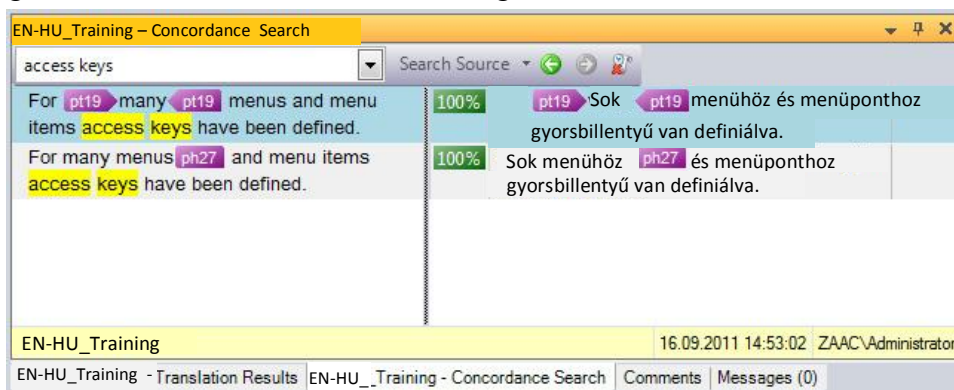 EN-HU_Training – Concordance Search
access keys Search Source
For pt19 many pt19 menus and menu
items access keys have been defined.
100%
pt19 Sok pt19 menühöz és menüponthoz
gyorsbillentyű van definiálva.
For many menus ph27 and menu items
access keys have been defined.
100%
Sok menühöz ph27 és menüponthoz
gyorsbillentyű van definiálva.
EN-HU_Training 16.09.2011 14:53:02 ZAAC\Administrator
EN-HU_Training - Translation Results EN-HU_ Training - Concordance Search Comments Messages (0)